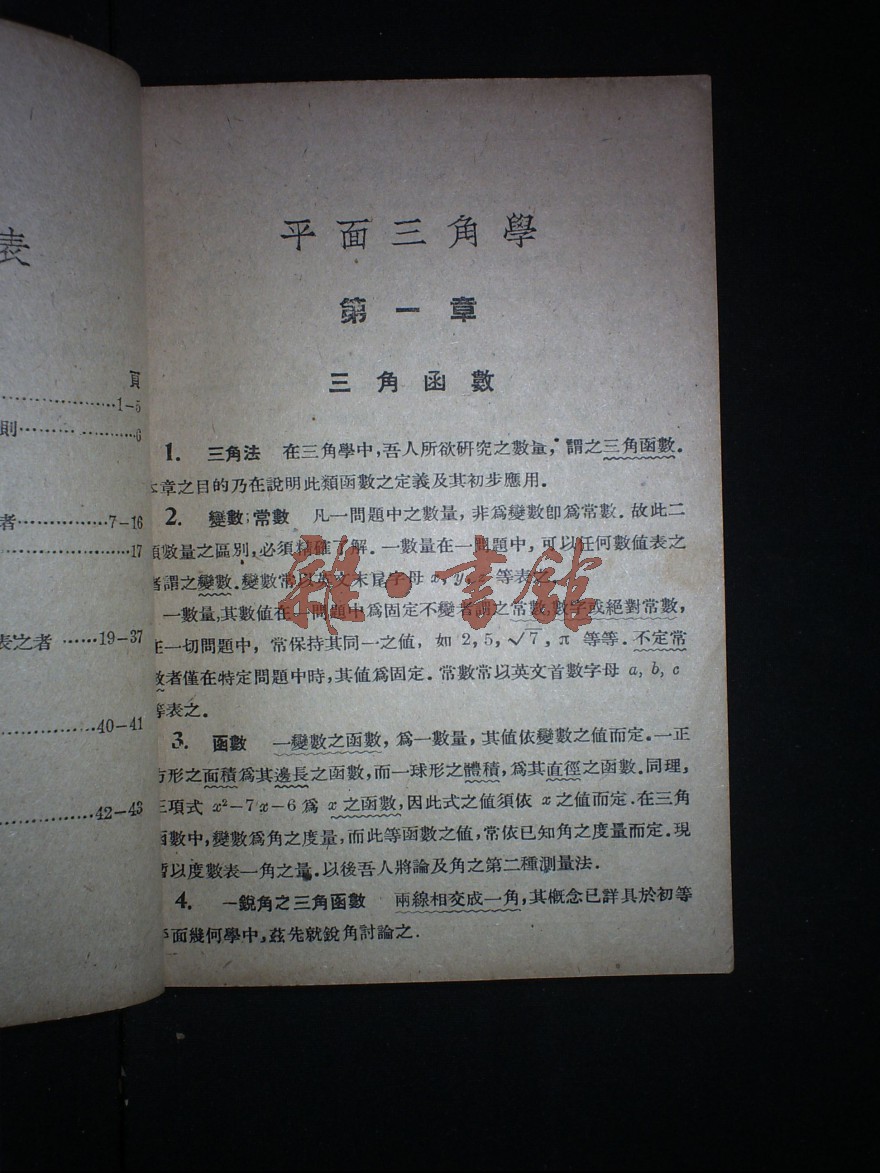 表
頁
1-5
則 6
者 7-16
17
表之者 19-37
40-41
42-43
平面三角學
第一章
三角函數
1. 三角法 在三角學中,吾人所欲研究之數量,謂之三角函數.
本章之目的乃在說明此類函數之定義及其初步應用.
2. 變數;常數 凡一問題中之數量,非爲變數卽爲常數.故此二
類數量之區別,必須精確了解.一數量在一問題中,可以任何數值表之
者謂之變數.變數常以英文末尾字母 x, y, z 等表之.
一數量,其數值在一問題中爲固定不變者謂之常數,數字或絕對常數,
在一切問題中,常保持其同一之值,如 2, 5, √7, π 等等.不定常
數者僅在特定問題中時,其値爲固定.常數常以英文首數字母 a, b, c
等表之.
3. 函數 一變數之函數,爲一數量,其値依變數之値而定.一正
方形之面積爲其邊長之函數,而一球形之體積,爲其直徑之函數.同理,
三項式 x²-7x-6 爲 x 之函數,因此式之値須依 x 之値而定.在三角
函數中,變數爲角之度量,而此等函數之値,常依已知角之度量而定.現
暫以度數表一角之量.以後吾人將論及角之第二種測量法.
4. 一銳角之三角函數 兩線相交成一角,其概念已詳具於初等
平面幾何學中,茲先就銳角討論之.
雜·書館